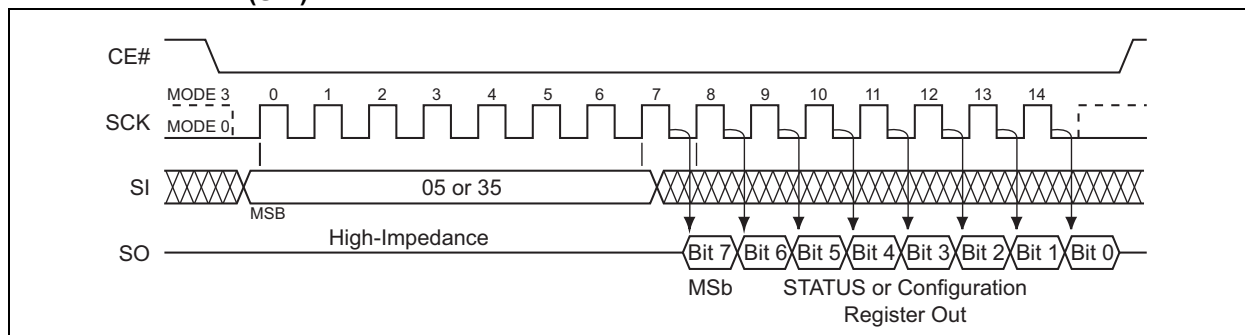 CE#
MODE 3 0 1 2 3 4 5 6 7 8 9 10 11 12 13 14
SCK
MODE 0
SI 05 or 35
MSB
High-Impedance
SO Bit 7 Bit 6 Bit 5 Bit 4 Bit 3 Bit 2 Bit 1 Bit 0
MSb STATUS or Configuration
Register Out